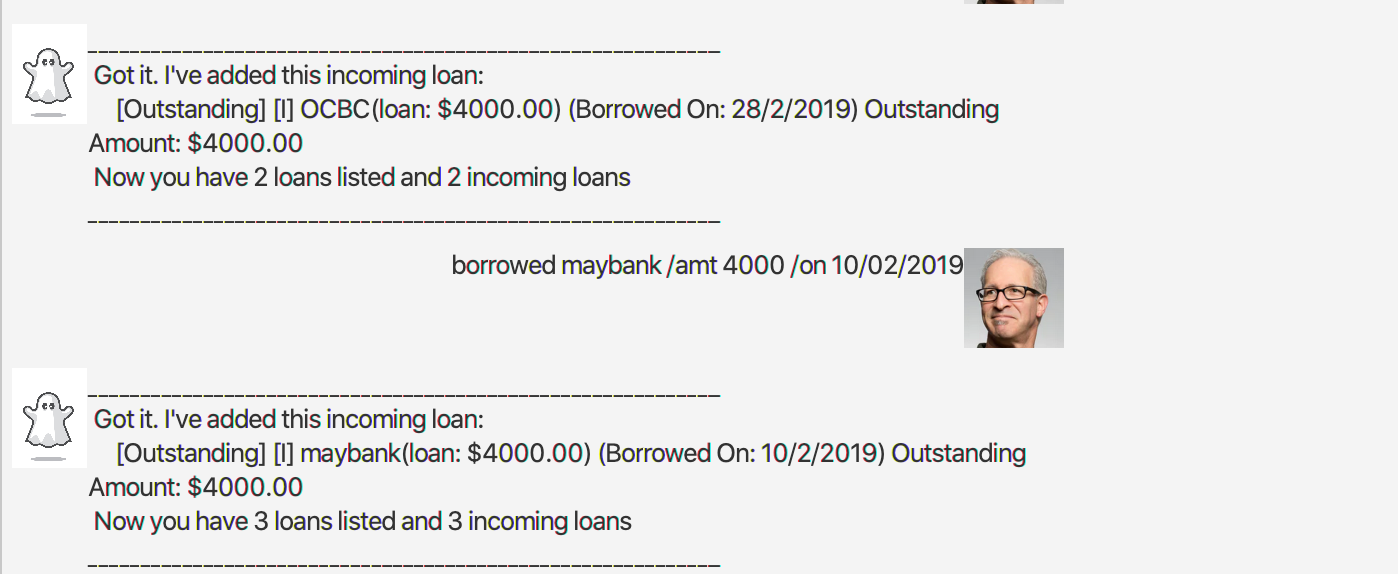 ____________________________________________________________
Got it. I've added this incoming loan:
[Outstanding] [I] OCBC(loan: $4000.00) (Borrowed On: 28/2/2019) Outstanding
Amount: $4000.00
Now you have 2 loans listed and 2 incoming loans
____________________________________________________________
borrowed maybank /amt 4000 /on 10/02/2019
____________________________________________________________
Got it. I've added this incoming loan:
[Outstanding] [I] maybank(loan: $4000.00) (Borrowed On: 10/2/2019) Outstanding
Amount: $4000.00
Now you have 3 loans listed and 3 incoming loans
____________________________________________________________